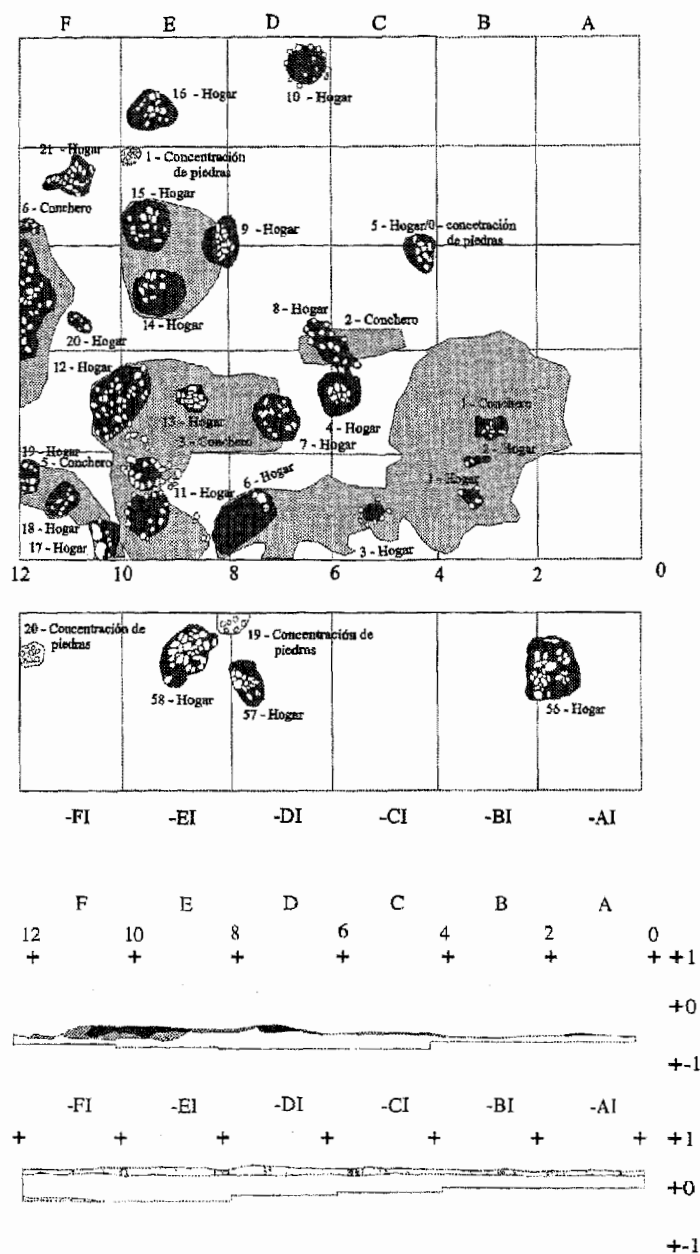 F E D C B A
10 - Hogar
16 - Hogar
21 - Hogar
1 - Concentración
de piedras
15 - Hogar
6 - Conchero
9 - Hogar
5 - Hogar/0 - concetración
de piedras
14 - Hogar
8 - Hogar
2 - Conchero
20 - Hogar
12 - Hogar
1 - Conchero
13 - Hogar
4 - Hogar
3 - Conchero
7 - Hogar
19 - Hogar
5 - Conchero
- Hogar
1 - Hogar
6 - Hogar
11 - Hogar
18 - Hogar
17 - Hogar
3 - Hogar
12 10 8 6 4 2 0
20 - Concentración de
piedras
19 - Concentración de
piedras
58 - Hogar
57 - Hogar
56 - Hogar
-FI -EI -DI -CI -BI -AI
F E D C B A
12 10 8 6 4 2 0
+ + + + + + + +1
+0
+-1
-FI -EI -DI -CI -BI -AI
+ + + + + + + +1
+0
+-1